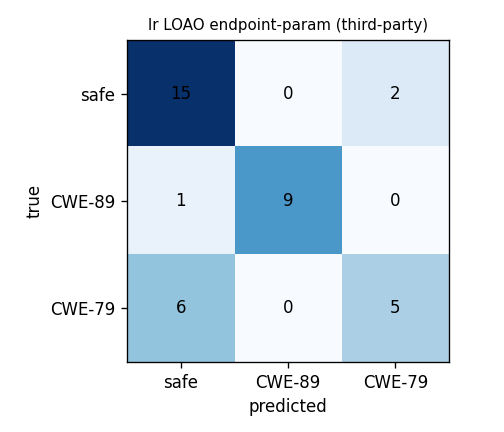 lr LOAO endpoint-param (third-party)
safe 15 0 2
CWE-89 1 9 0
CWE-79 6 0 5
true
safe CWE-89 CWE-79
predicted